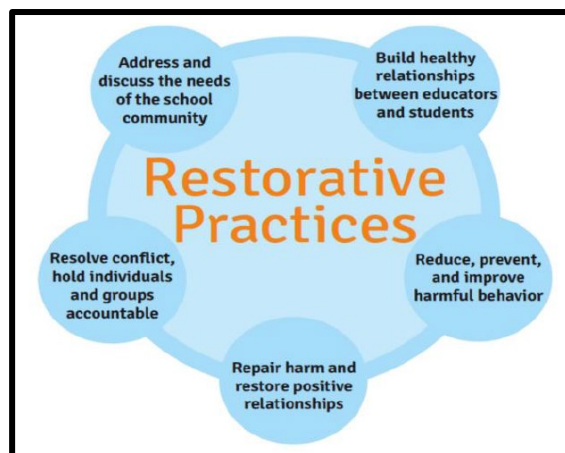 Address and
discuss the needs
of the school
community
Build healthy
relationships
between educators
and students
Restorative
Practices
Resolve conflict,
hold individuals
and groups
accountable
Reduce, prevent,
and improve
harmful behavior
Repair harm and
restore positive
relationships